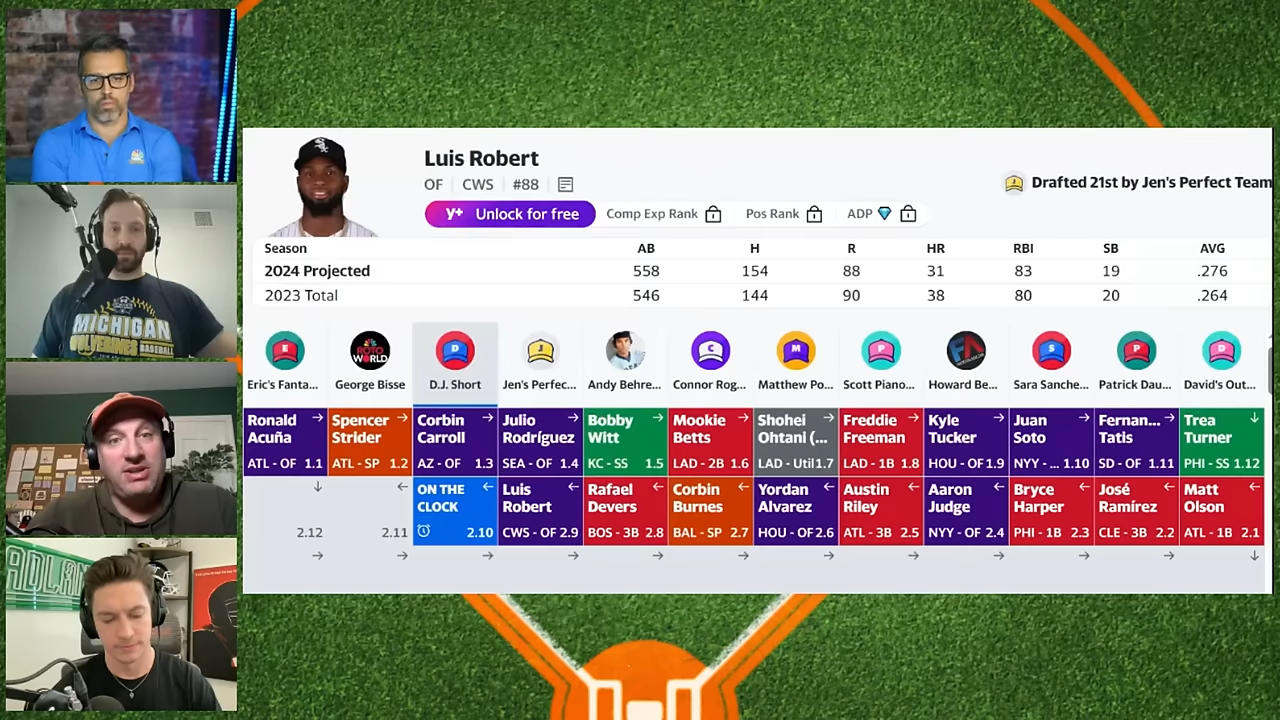 MICHIGAN
WOLVERINES
BASEBALL
Luis Robert
OF CWS #88
Drafted 21st by Jen's Perfect Team
y+ Unlock for free Comp Exp Rank Pos Rank ADP
Season AB H R HR RBI SB AVG
2024 Projected 558 154 88 31 83 19 .276
2023 Total 546 144 90 38 80 20 .264
E ROTO WORLD D J C M P FA S P D
Eric's Fanta... George Bisse D.J. Short Jen's Perfec... Andy Behre... Connor Rog... Matthew Po... Scott Piano... Howard Be... Sara Sanche... Patrick Dau... David's Out...
Ronald Spencer Corbin Julio Bobby Mookie Shohei Freddie Kyle Juan Fernan... Trea
Acuña Strider Carroll Rodríguez Witt Betts Ohtani (... Freeman Tucker Soto Tatis Turner
ATL - OF 1.1 ATL - SP 1.2 AZ - OF 1.3 SEA - OF 1.4 KC - SS 1.5 LAD - 2B 1.6 LAD - Util 1.7 LAD - 1B 1.8 HOU - OF 1.9 NYY - ... 1.10 SD - OF 1.11 PHI - SS 1.12
ON THE Luis Rafael Corbin Yordan Austin Aaron Bryce José Matt
CLOCK Robert Devers Burnes Alvarez Riley Judge Harper Ramírez Olson
2.12 2.11 2.10 CWS - OF 2.9 BOS - 3B 2.8 BAL - SP 2.7 HOU - OF 2.6 ATL - 3B 2.5 NYY - OF 2.4 PHI - 1B 2.3 CLE - 3B 2.2 ATL - 1B 2.1